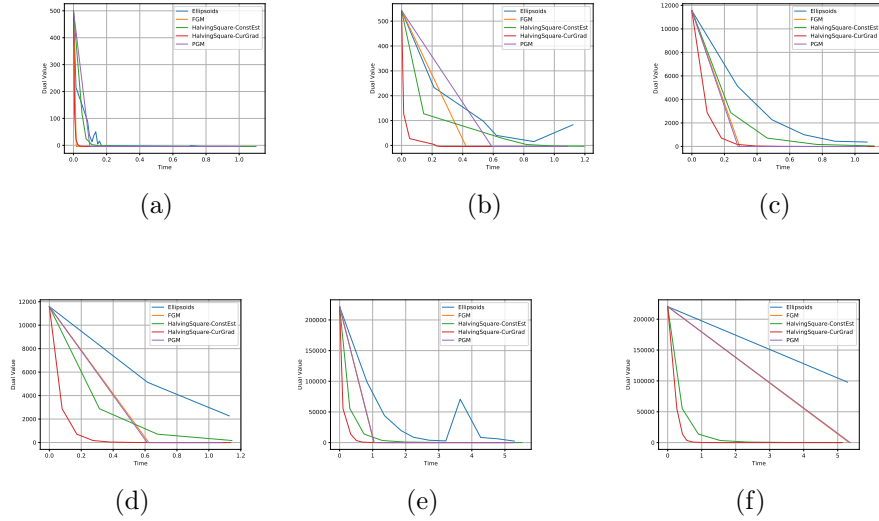 500
400
300
200
100
0
Dual Value
0.0 0.2 0.4 0.6 0.8 1.0
Time
Ellipsoids
FGM
HalvingSquare-ConstEst
HalvingSquare-CurGrad
PGM
(a)
500
400
300
200
100
0
Dual Value
0.0 0.2 0.4 0.6 0.8 1.0 1.2
Time
Ellipsoids
FGM
HalvingSquare-ConstEst
HalvingSquare-CurGrad
PGM
(b)
12000
10000
8000
6000
4000
2000
0
Dual Value
0.0 0.2 0.4 0.6 0.8 1.0
Time
Ellipsoids
FGM
HalvingSquare-ConstEst
HalvingSquare-CurGrad
PGM
(c)
12000
10000
8000
6000
4000
2000
0
Dual Value
0.0 0.2 0.4 0.6 0.8 1.0 1.2
Time
Ellipsoids
FGM
HalvingSquare-ConstEst
HalvingSquare-CurGrad
PGM
(d)
200000
150000
100000
50000
0
Dual Value
0 1 2 3 4 5
Time
Ellipsoids
FGM
HalvingSquare-ConstEst
HalvingSquare-CurGrad
PGM
(e)
200000
150000
100000
50000
0
Dual Value
0 1 2 3 4 5
Time
Ellipsoids
FGM
HalvingSquare-ConstEst
HalvingSquare-CurGrad
PGM
(f)